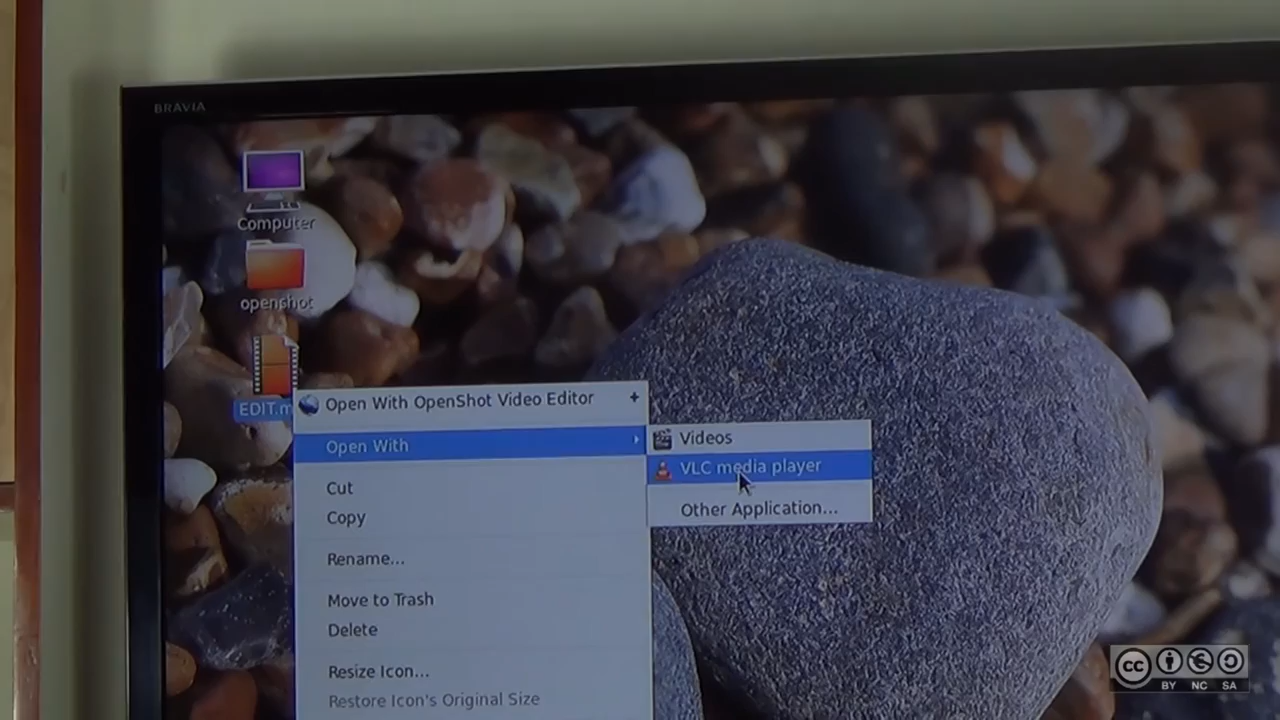 BRAVIA
Computer
openshot
EDIT.m
Open With OpenShot Video Editor
Open With
Videos
VLC media player
Other Application...
Cut
Copy
Rename...
Move to Trash
Delete
Resize Icon...
Restore Icon's Original Size
cc
BY NC SA